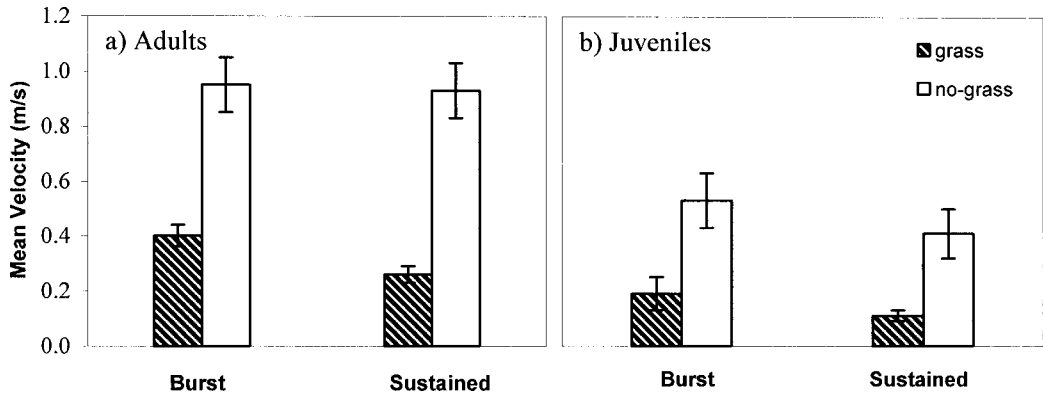 a) Adults
b) Juveniles
grass
no-grass
Mean Velocity (m/s)
1.2
1.0
0.8
0.6
0.4
0.2
0.0
Burst
Sustained
Burst
Sustained